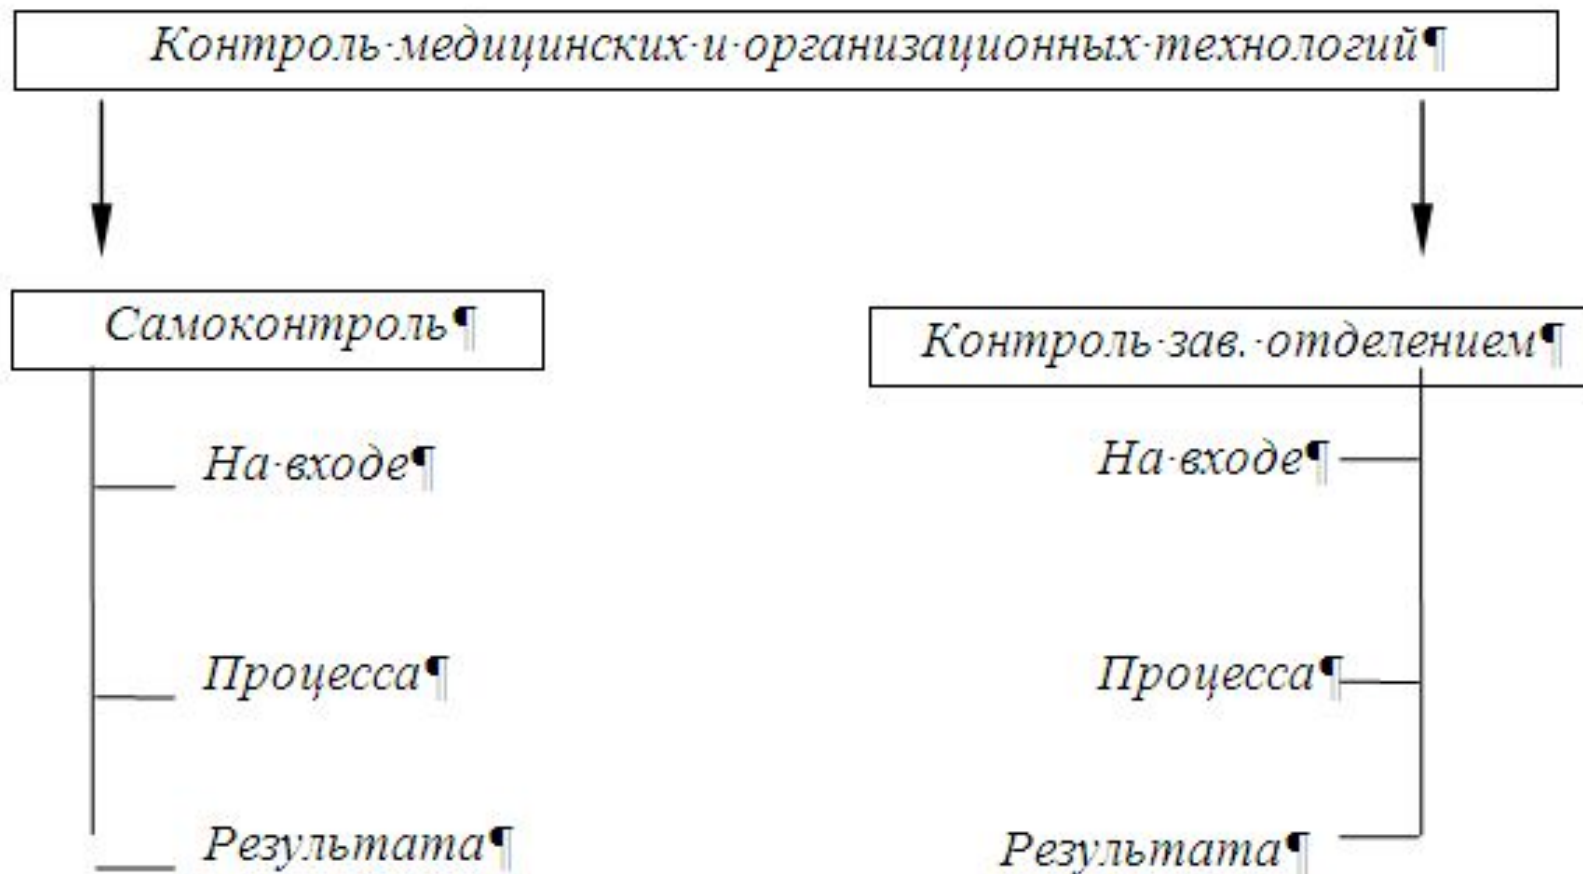 Контроль·медицинских·и·организационных·технологий¶
Самоконтроль¶
Контроль·зав.·отделением¶
На·входе¶
На·входе¶
Процесса¶
Процесса¶
Результата¶
Результата¶